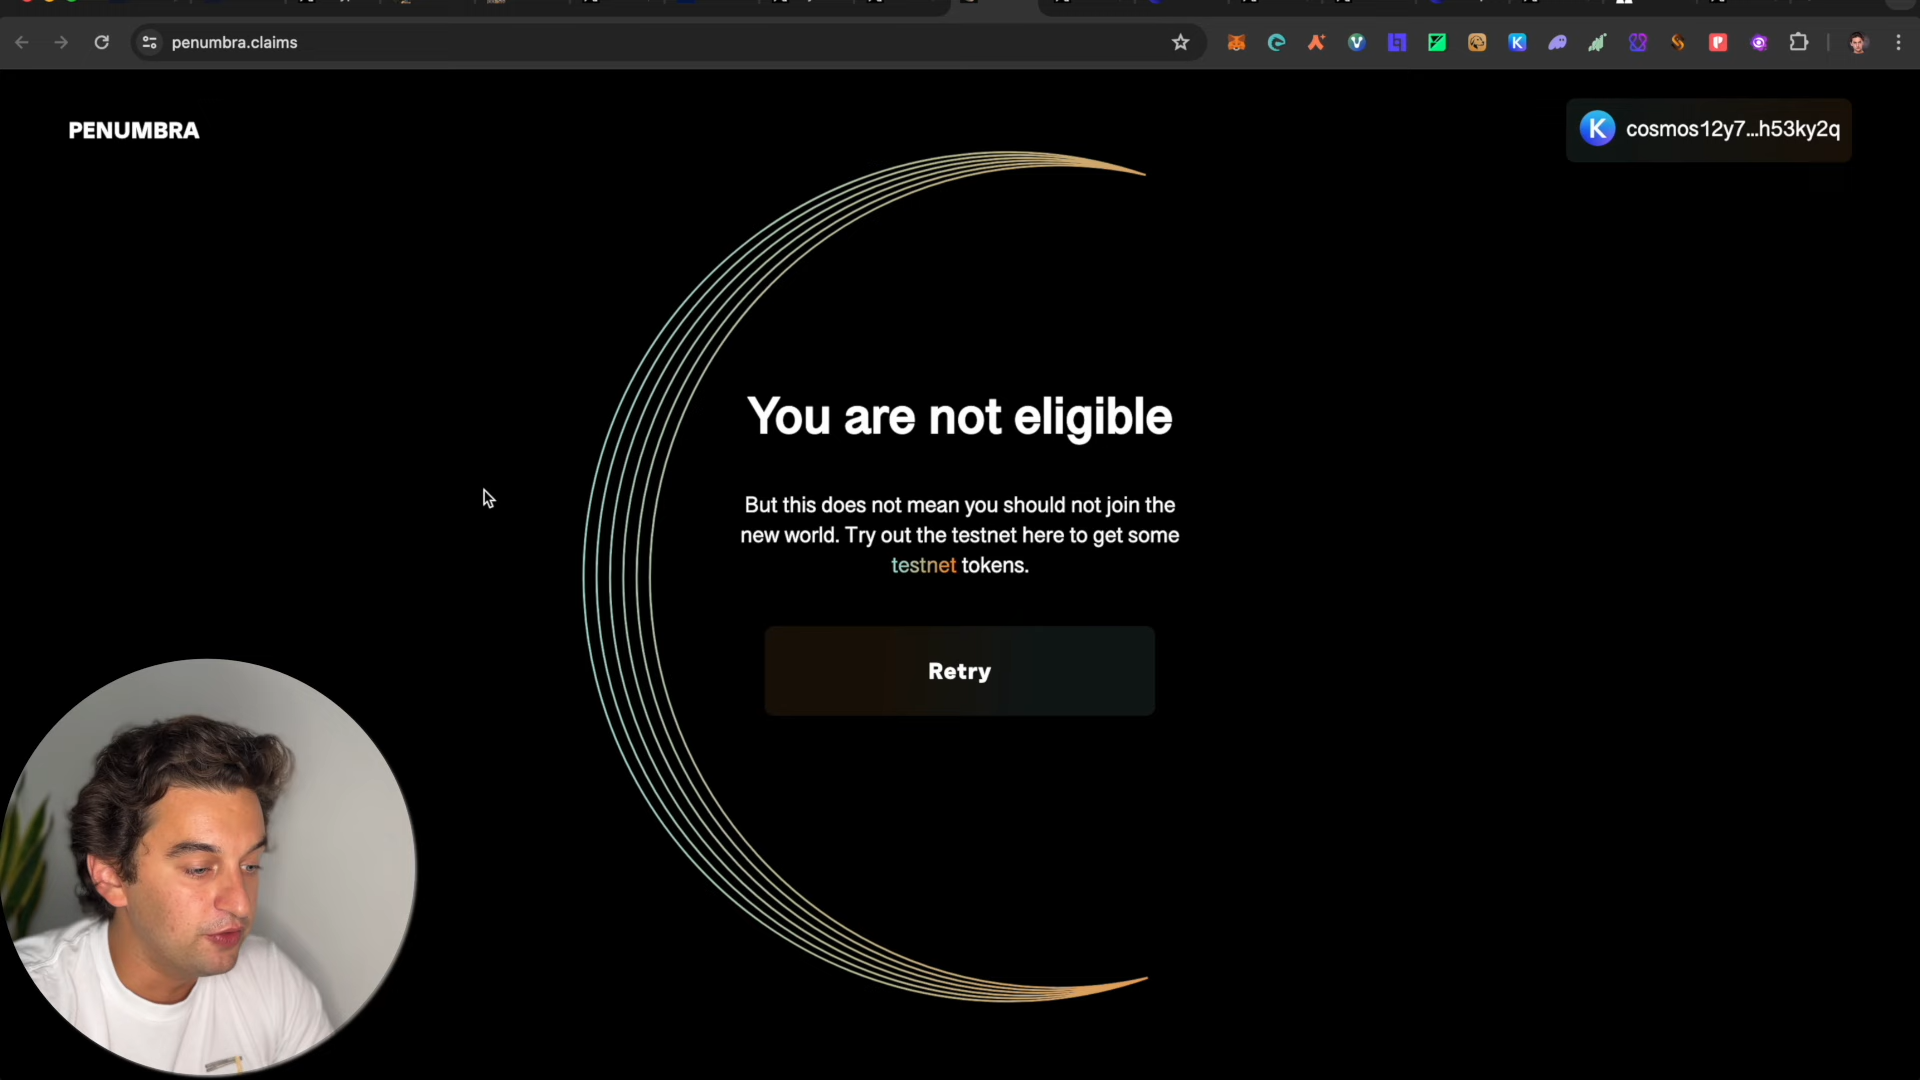 penumbra.claims
PENUMBRA
K cosmos12y7...h53ky2q
You are not eligible
But this does not mean you should not join the
new world. Try out the testnet here to get some
testnet tokens.
Retry